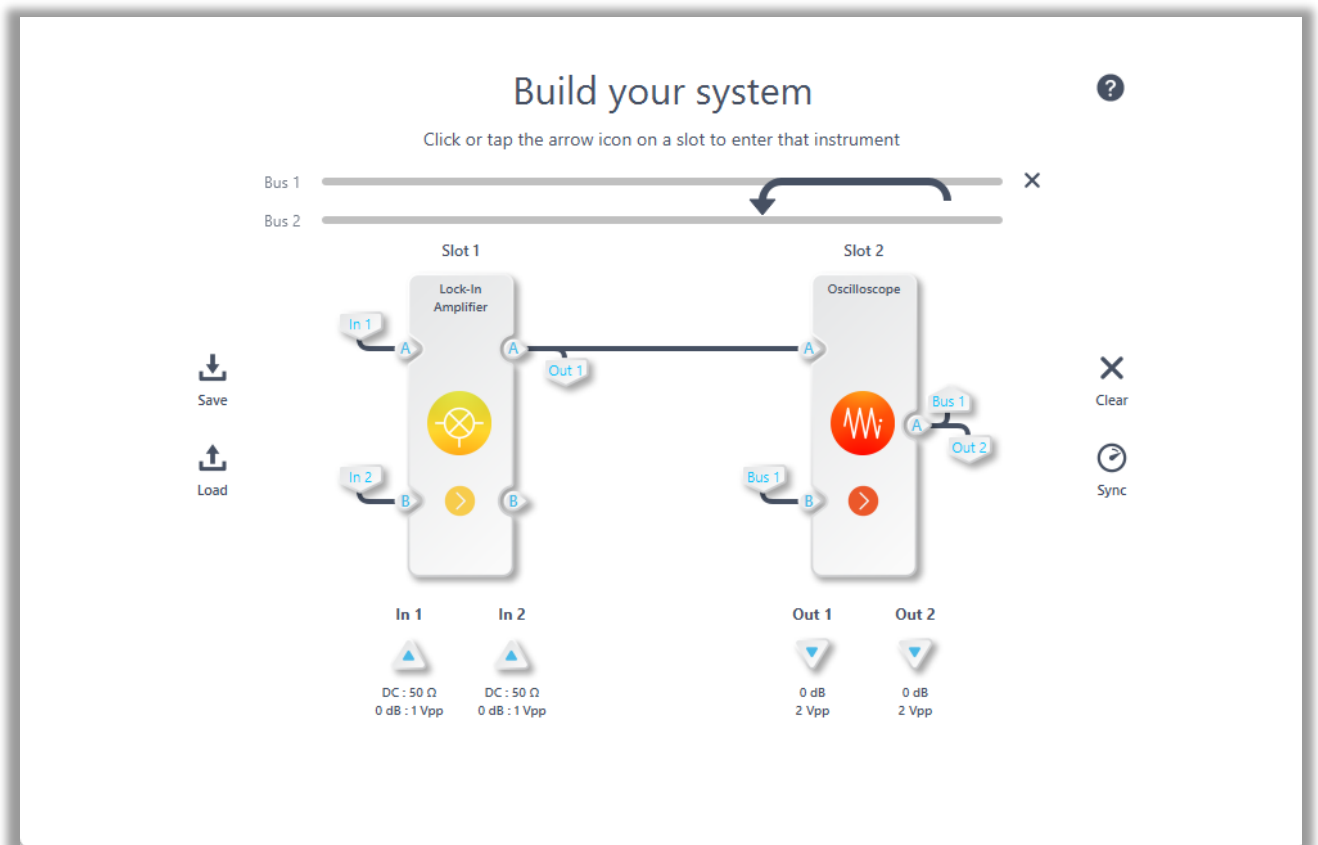 Build your system
?
Click or tap the arrow icon on a slot to enter that instrument
Bus 1
Bus 2
Slot 1
Slot 2
Lock-In
Amplifier
Oscilloscope
In 1
A
A
Out 1
A
Save
Clear
Bus 1
A
Out 2
In 2
B
B
Bus 1
B
Load
Sync
In 1
In 2
Out 1
Out 2
DC : 50 Ω
0 dB : 1 Vpp
DC : 50 Ω
0 dB : 1 Vpp
0 dB
2 Vpp
0 dB
2 Vpp